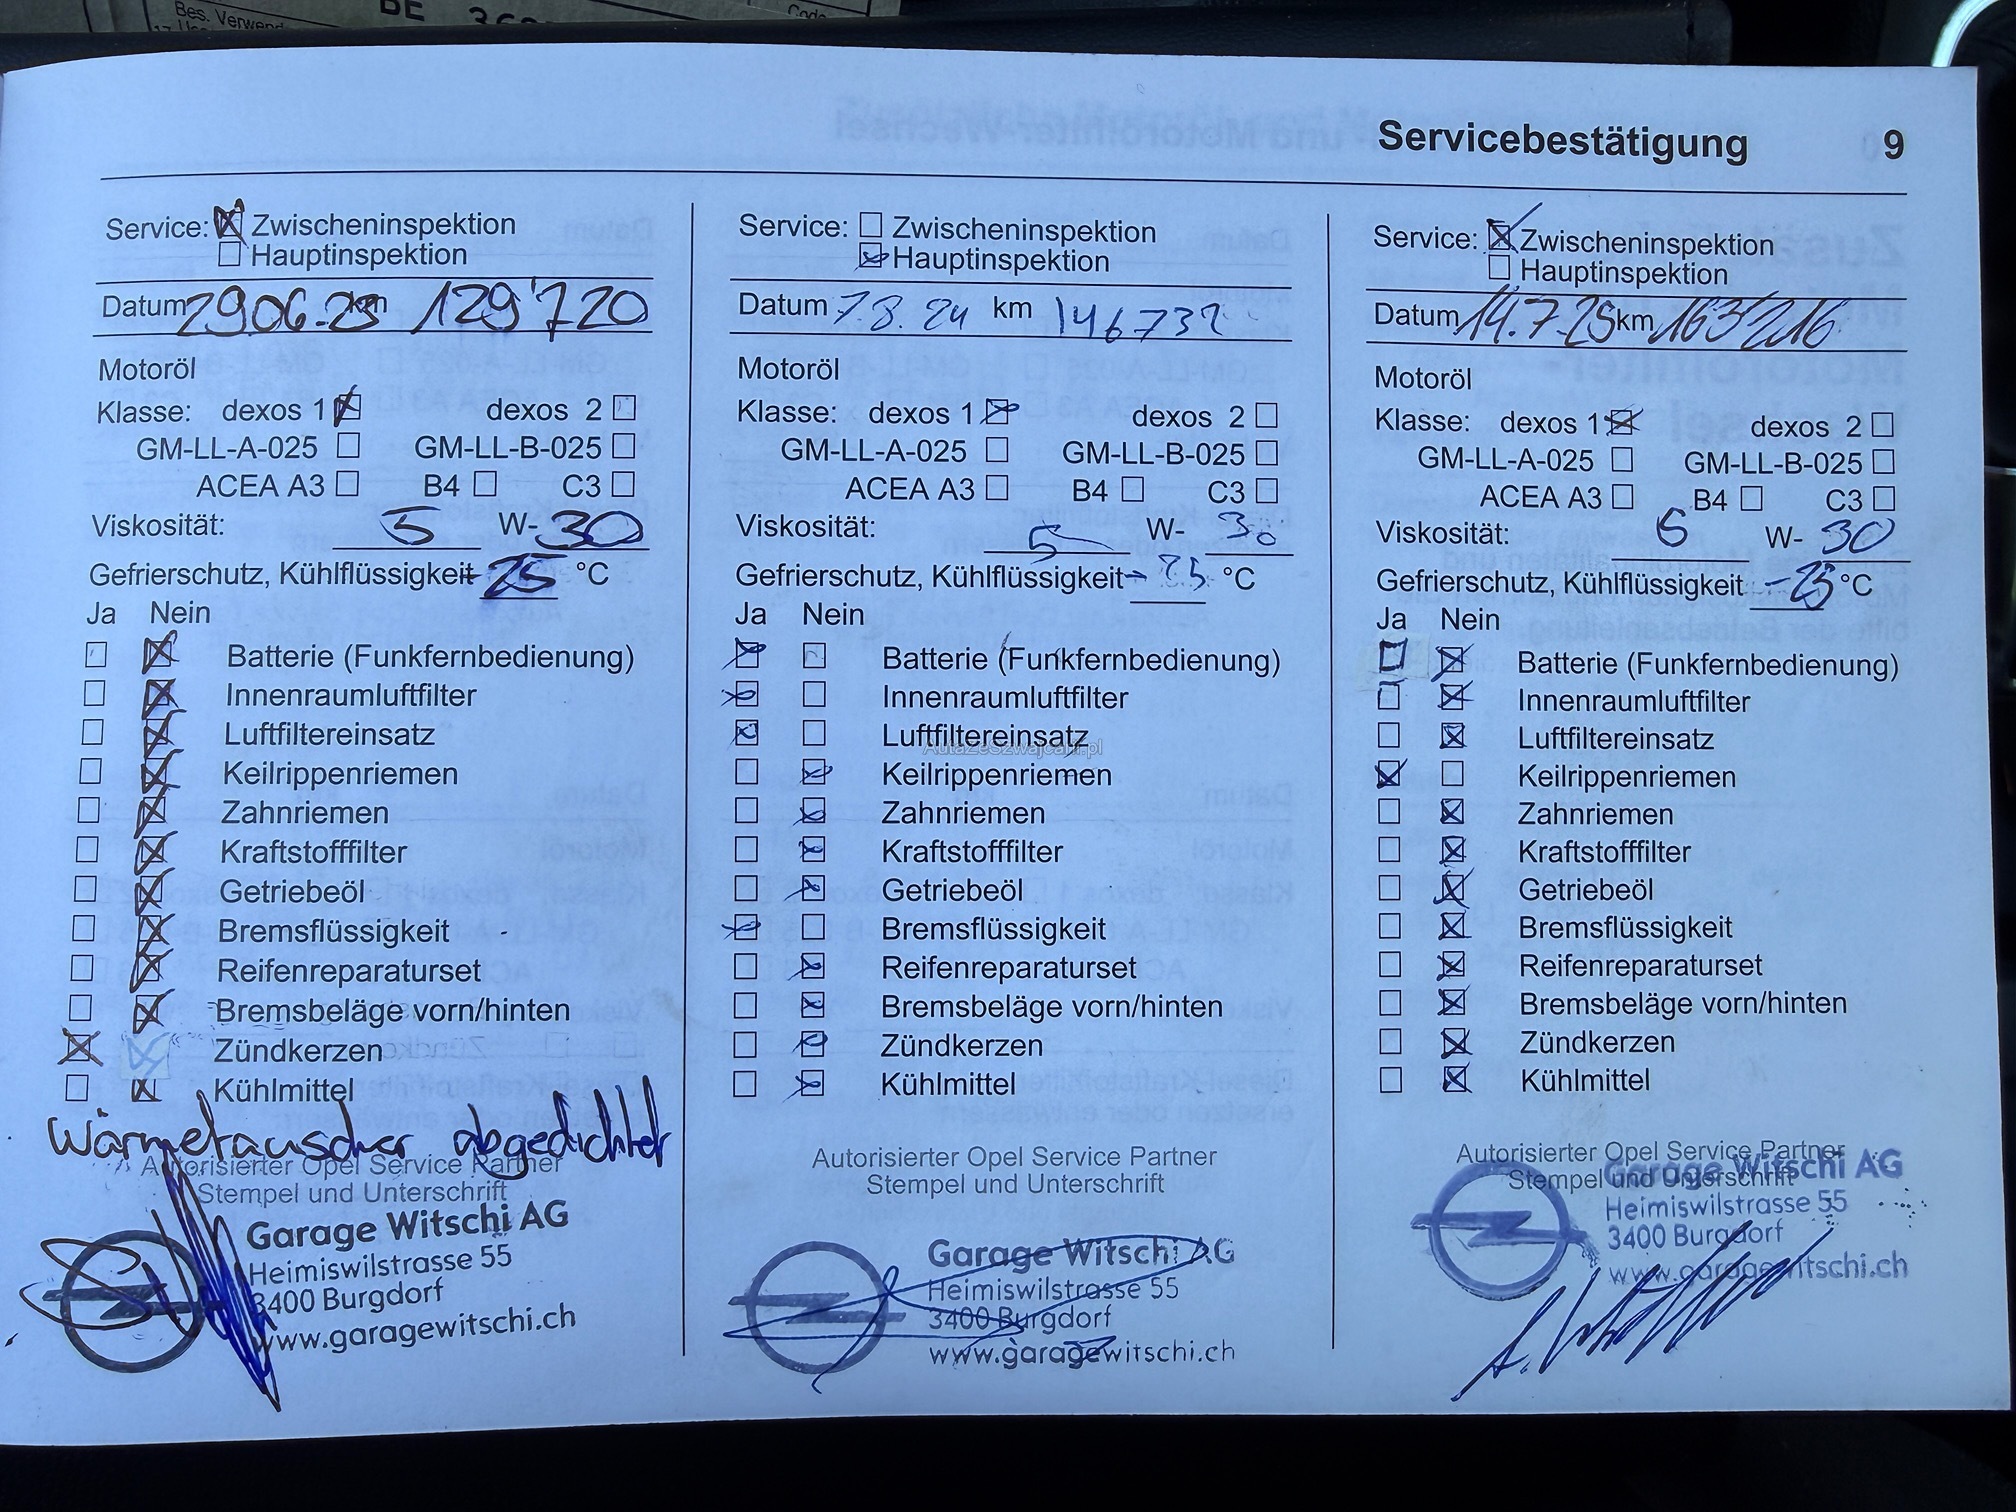 Bes. Verwend
BE
Code
Servicebestätigung 9
Service: Zwischeninspektion
Hauptinspektion
Datum 29.06.23 km 129'720
Motoröl
Klasse: dexos 1 dexos 2
GM-LL-A-025 GM-LL-B-025
ACEA A3 B4 C3
Viskosität: 5 W- 30
Gefrierschutz, Kühlflüssigkeit - 25 °C
Ja Nein
Batterie (Funkfernbedienung)
Innenraumluftfilter
Luftfiltereinsatz
Keilrippenriemen
Zahnriemen
Kraftstofffilter
Getriebeöl
Bremsflüssigkeit
Reifenreparaturset
Bremsbeläge vorn/hinten
Zündkerzen
Kühlmittel
Wärmetauscher abgedichtet
Autorisierter Opel Service Partner
Stempel und Unterschrift
Garage Witschi AG
Heimiswilstrasse 55
3400 Burgdorf
www.garagewitschi.ch
Service: Zwischeninspektion
Hauptinspektion
Datum 7.8.24 km 146732
Motoröl
Klasse: dexos 1 dexos 2
GM-LL-A-025 GM-LL-B-025
ACEA A3 B4 C3
Viskosität: 5 W- 30
Gefrierschutz, Kühlflüssigkeit - 25 °C
Ja Nein
Batterie (Funkfernbedienung)
Innenraumluftfilter
Luftfiltereinsatz
AutaZeSzwajcarii.pl
Keilrippenriemen
Zahnriemen
Kraftstofffilter
Getriebeöl
Bremsflüssigkeit
Reifenreparaturset
Bremsbeläge vorn/hinten
Zündkerzen
Kühlmittel
Autorisierter Opel Service Partner
Stempel und Unterschrift
Garage Witschi AG
Heimiswilstrasse 55
3400 Burgdorf
www.garagewitschi.ch
Service: Zwischeninspektion
Hauptinspektion
Datum 14.7.25 km 163'216
Motoröl
Klasse: dexos 1 dexos 2
GM-LL-A-025 GM-LL-B-025
ACEA A3 B4 C3
Viskosität: 5 W- 30
Gefrierschutz, Kühlflüssigkeit -25 °C
Ja Nein
Batterie (Funkfernbedienung)
Innenraumluftfilter
Luftfiltereinsatz
Keilrippenriemen
Zahnriemen
Kraftstofffilter
Getriebeöl
Bremsflüssigkeit
Reifenreparaturset
Bremsbeläge vorn/hinten
Zündkerzen
Kühlmittel
Autorisierter Opel Service Partner
Stempel und Unterschrift
Garage Witschi AG
Heimiswilstrasse 55
3400 Burgdorf
www.garagewitschi.ch